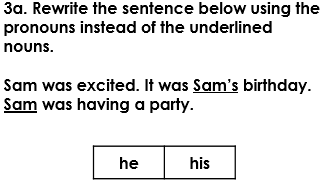 3a. Rewrite the sentence below using the
pronouns instead of the underlined
nouns.
Sam was excited. It was Sam’s birthday.
Sam was having a party.
he his